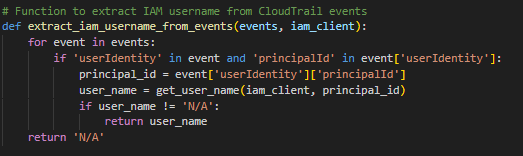 # Function to extract IAM username from CloudTrail events
def extract_iam_username_from_events(events, iam_client):
    for event in events:
        if 'userIdentity' in event and 'principalId' in event['userIdentity']:
            principal_id = event['userIdentity']['principalId']
            user_name = get_user_name(iam_client, principal_id)
            if user_name != 'N/A':
                return user_name
    return 'N/A'